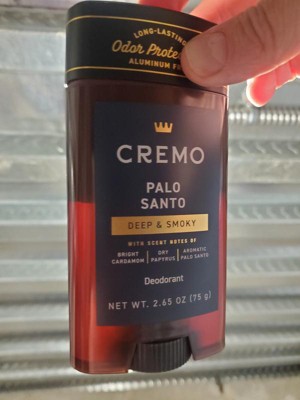 LONG-LASTING
Odor Prote
ALUMINUM F
CREMO
PALO
SANTO
DEEP & SMOKY
WITH SCENT NOTES OF
BRIGHT CARDAMOM | DRY PAPYRUS | AROMATIC PALO SANTO
Deodorant
NET WT. 2.65 OZ (75 g)